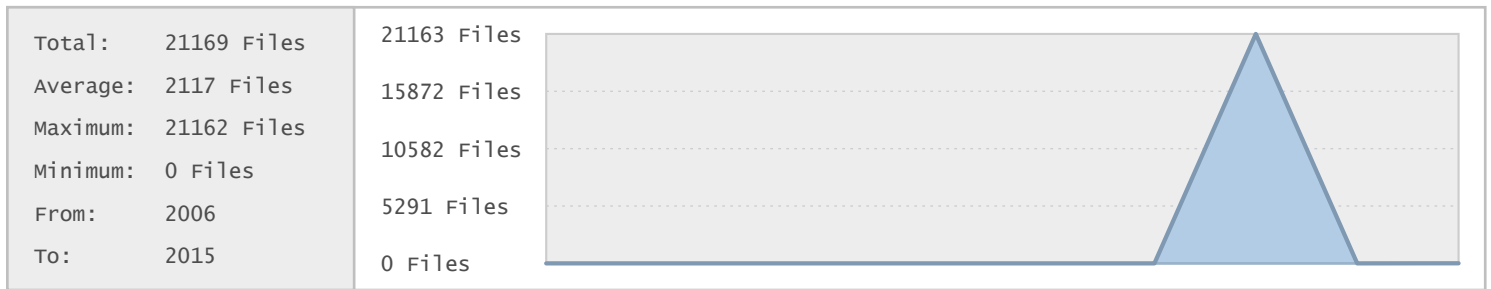 Total: 21169 Files
Average: 2117 Files
Maximum: 21162 Files
Minimum: 0 Files
From: 2006
To: 2015
21163 Files
15872 Files
10582 Files
5291 Files
0 Files